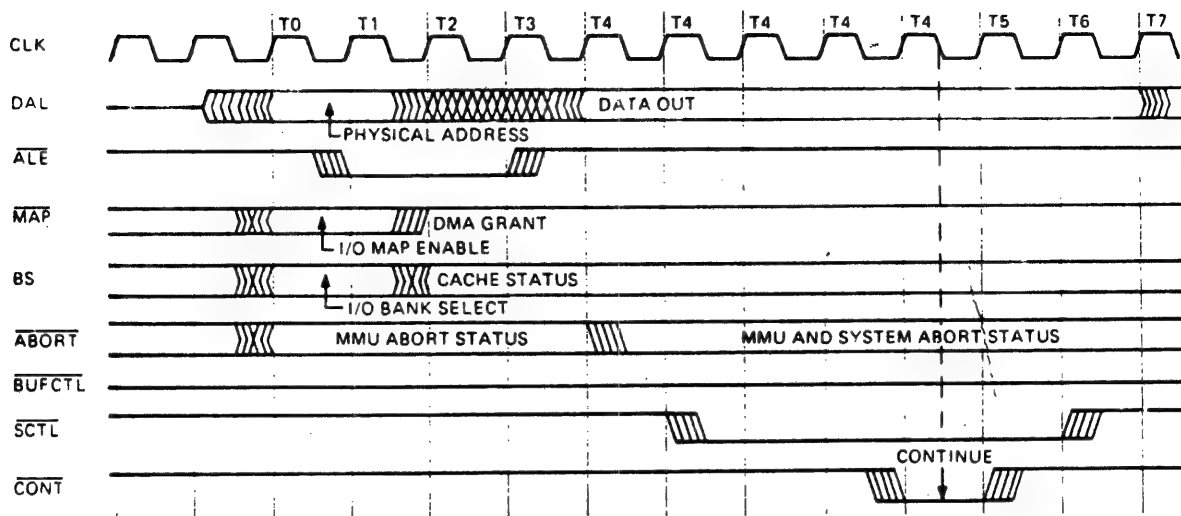 T0 T1 T2 T3 T4 T4 T4 T4 T4 T5 T6 T7
CLK
DAL
DATA OUT
PHYSICAL ADDRESS
ALE
MAP
DMA GRANT
I/O MAP ENABLE
BS
CACHE STATUS
I/O BANK SELECT
ABORT
MMU ABORT STATUS
MMU AND SYSTEM ABORT STATUS
BUFCTL
SCTL
CONTINUE
CONT